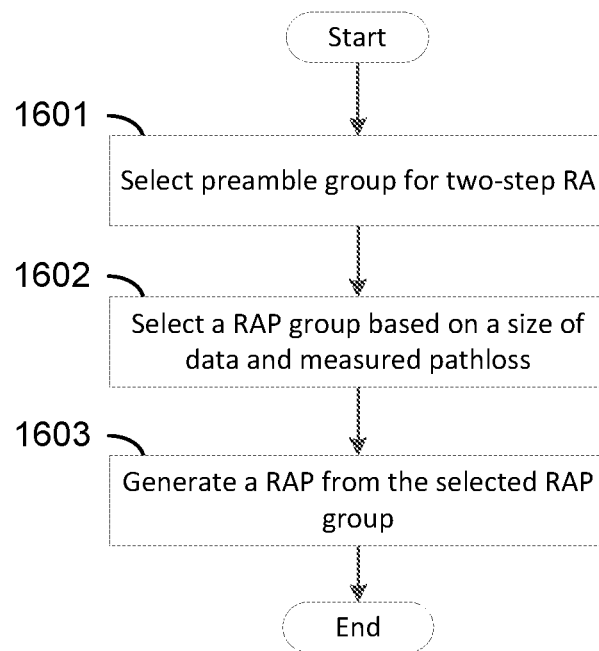 Start
1601
Select preamble group for two-step RA
1602
Select a RAP group based on a size of
data and measured pathloss
1603
Generate a RAP from the selected RAP
group
End